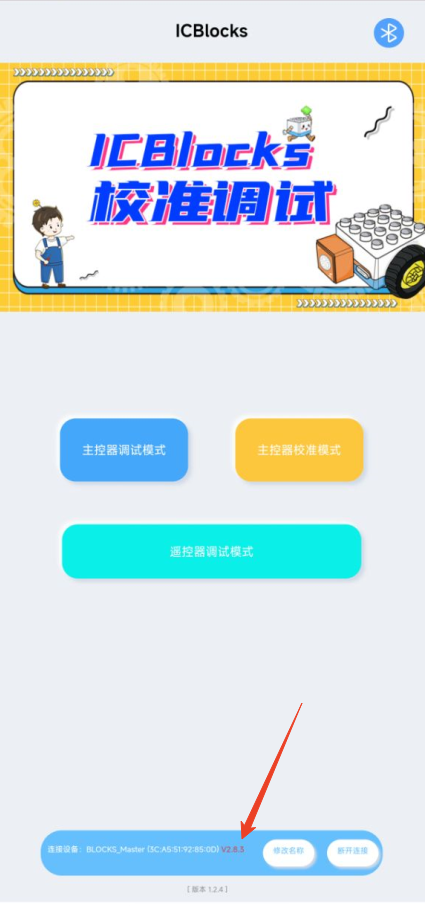 ICBlocks
ICBlocks
校准调试
主控器调试模式
主控器校准模式
遥控器调试模式
连接设备：BLOCKS_Master (3C:A5:51:92:85:0D) V2.8.3
修改名称
断开连接
[ 版本 1.2.4 ]